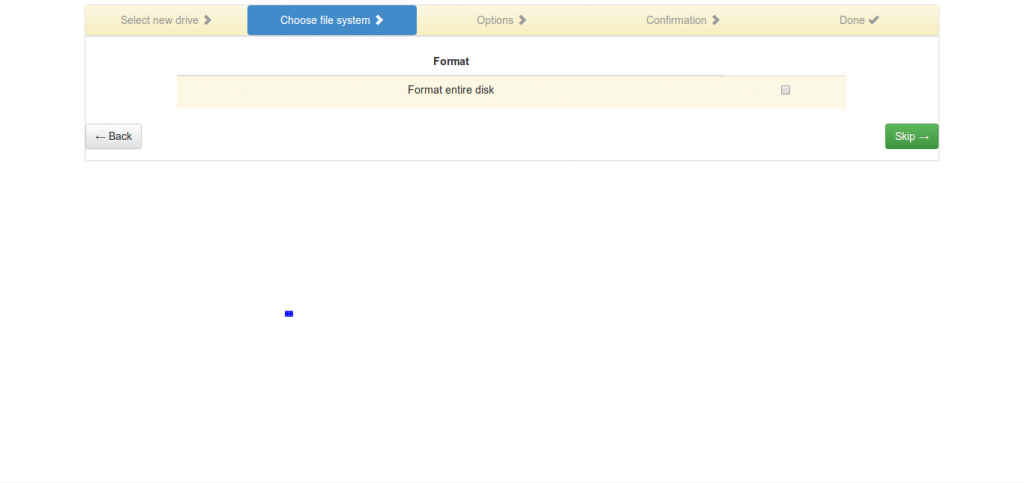 Select new drive
Choose file system
Options
Confirmation
Done
Format
Format entire disk
← Back
Skip →